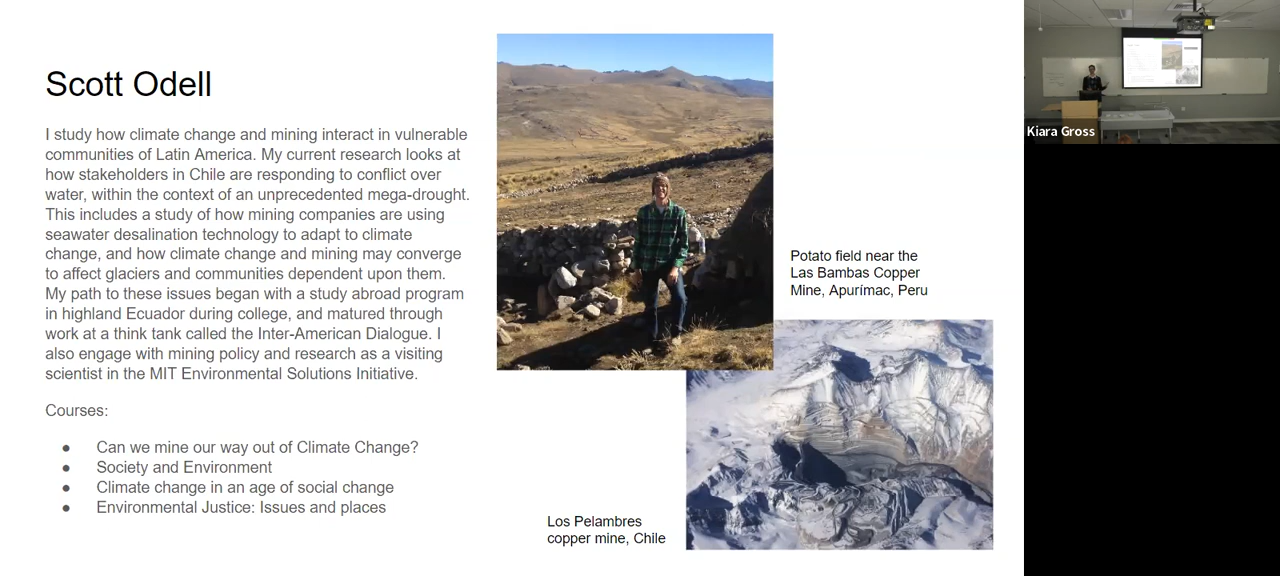 Scott Odell
I study how climate change and mining interact in vulnerable
communities of Latin America. My current research looks at
how stakeholders in Chile are responding to conflict over
water, within the context of an unprecedented mega-drought.
This includes a study of how mining companies are using
seawater desalination technology to adapt to climate
change, and how climate change and mining may converge
to affect glaciers and communities dependent upon them.
My path to these issues began with a study abroad program
in highland Ecuador during college, and matured through
work at a think tank called the Inter-American Dialogue. I
also engage with mining policy and research as a visiting
scientist in the MIT Environmental Solutions Initiative.
Courses:
● Can we mine our way out of Climate Change?
● Society and Environment
● Climate change in an age of social change
● Environmental Justice: Issues and places
Potato field near the
Las Bambas Copper
Mine, Apurímac, Peru
Los Pelambres
copper mine, Chile
Kiara Gross